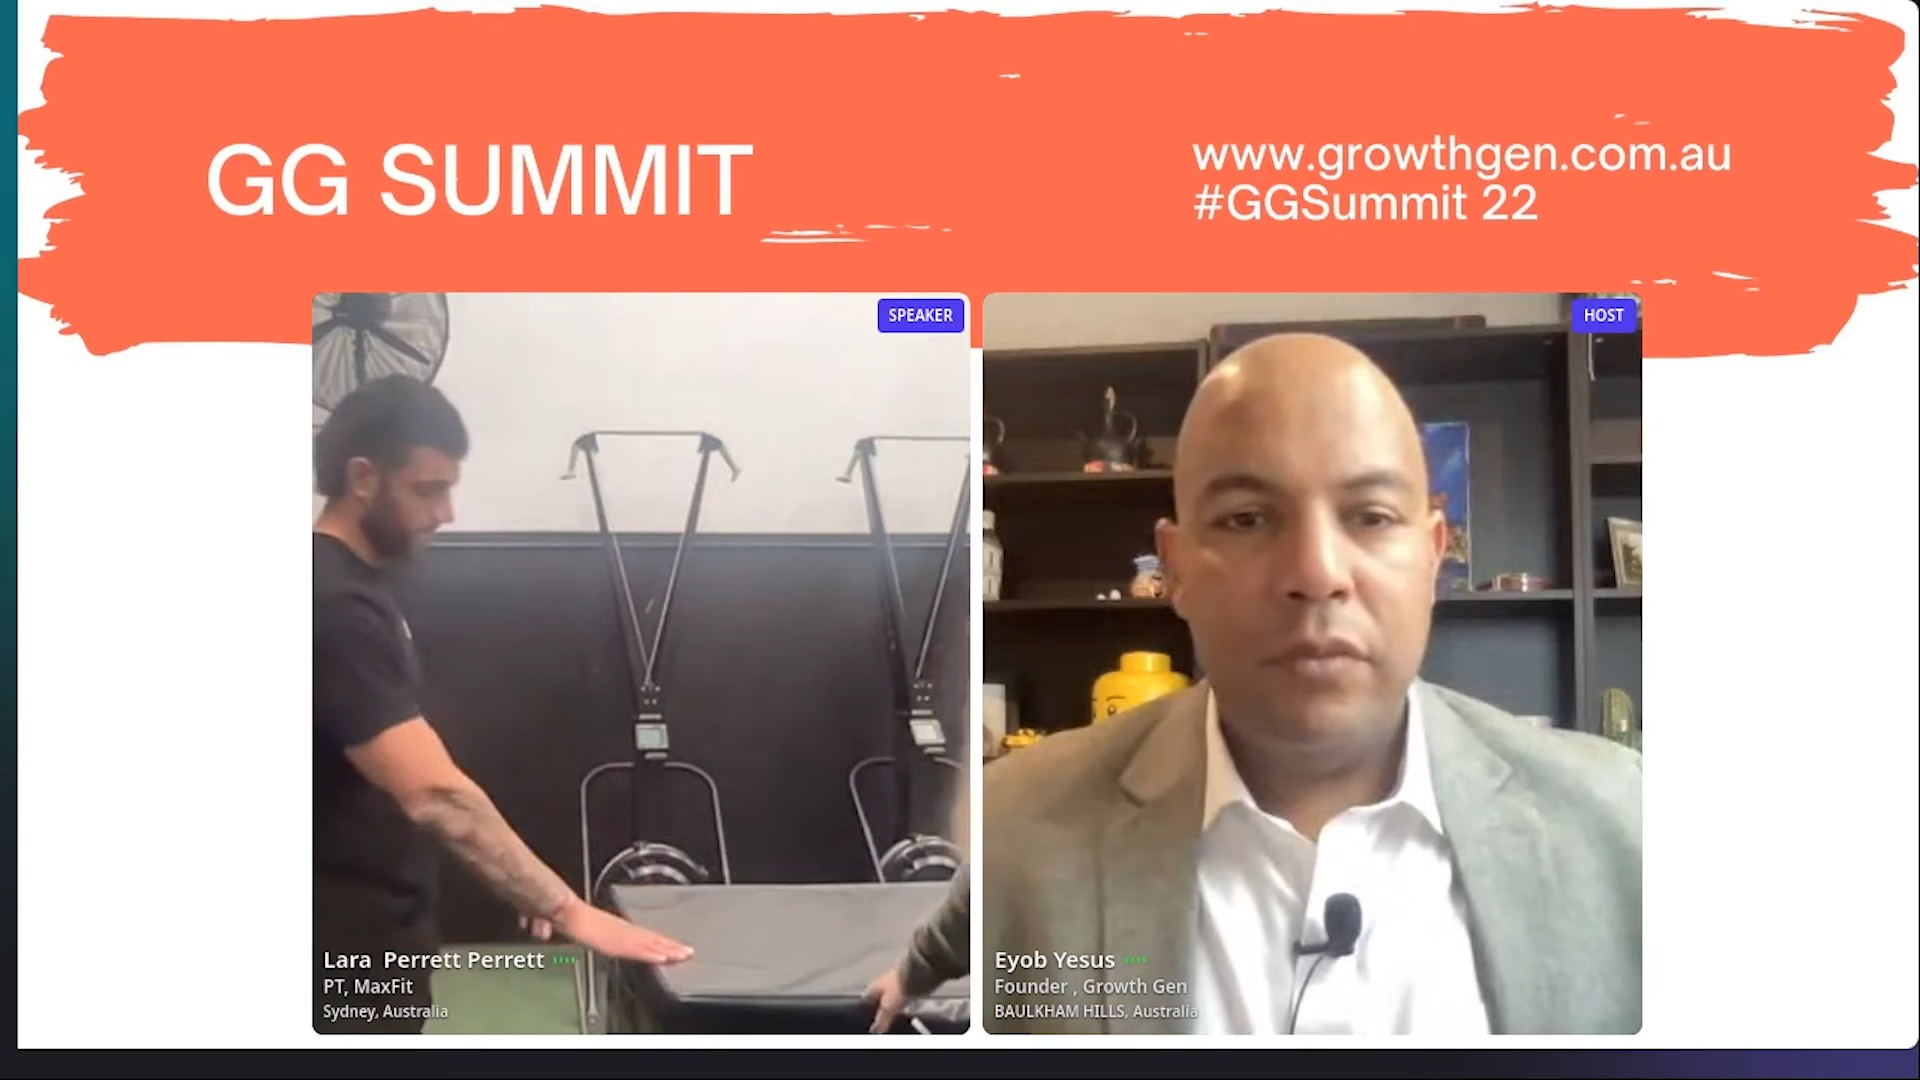 GG SUMMIT
www.growthgen.com.au
#GGSummit 22
SPEAKER
HOST
Lara  Perrett Perrett
PT, MaxFit
Sydney, Australia
Eyob Yesus
Founder , Growth Gen
BAULKHAM HILLS, Australia